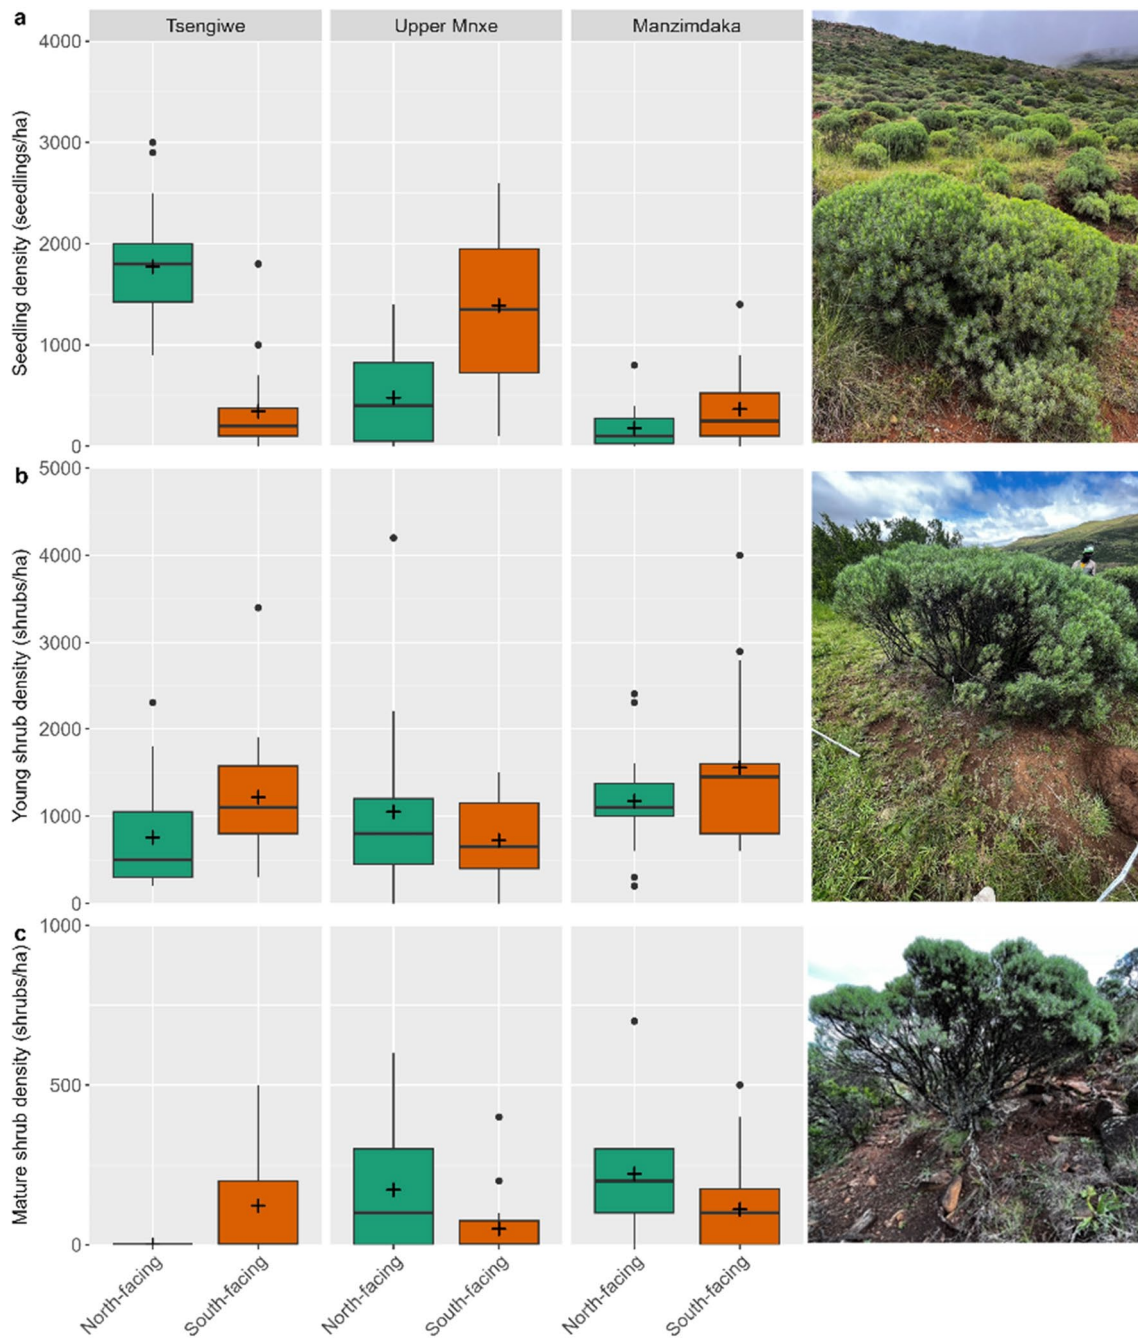 a
Tsengiwe
Upper Mnxe
Manzimdaka
Seedling density (seedlings/ha)
4000
3000
2000
1000
0
b
Young shrub density (shrubs/ha)
5000
4000
3000
2000
1000
0
c
Mature shrub density (shrubs/ha)
1000
500
0
North-facing
South-facing
North-facing
South-facing
North-facing
South-facing